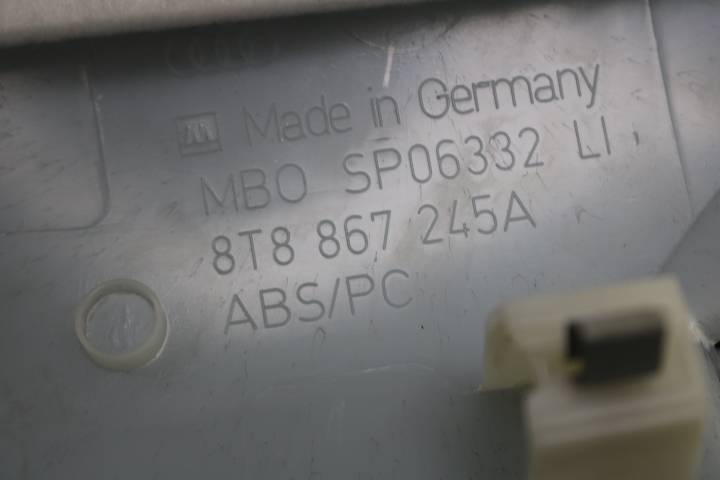 Made in Germany
MBO SP06332 LI
8T8 867 245A
ABS/PC